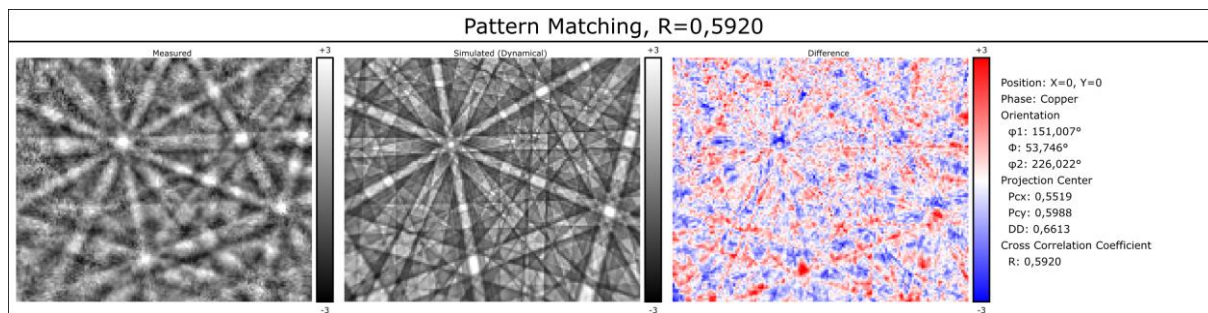 Pattern Matching, R=0,5920
Measured
+3
-3
Simulated (Dynamical)
+3
-3
Difference
+3
-3
Position: X=0, Y=0
Phase: Copper
Orientation
φ1: 151,007°
Φ: 53,746°
φ2: 226,022°
Projection Center
Pcx: 0,5519
Pcy: 0,5988
DD: 0,6613
Cross Correlation Coefficient
R: 0,5920